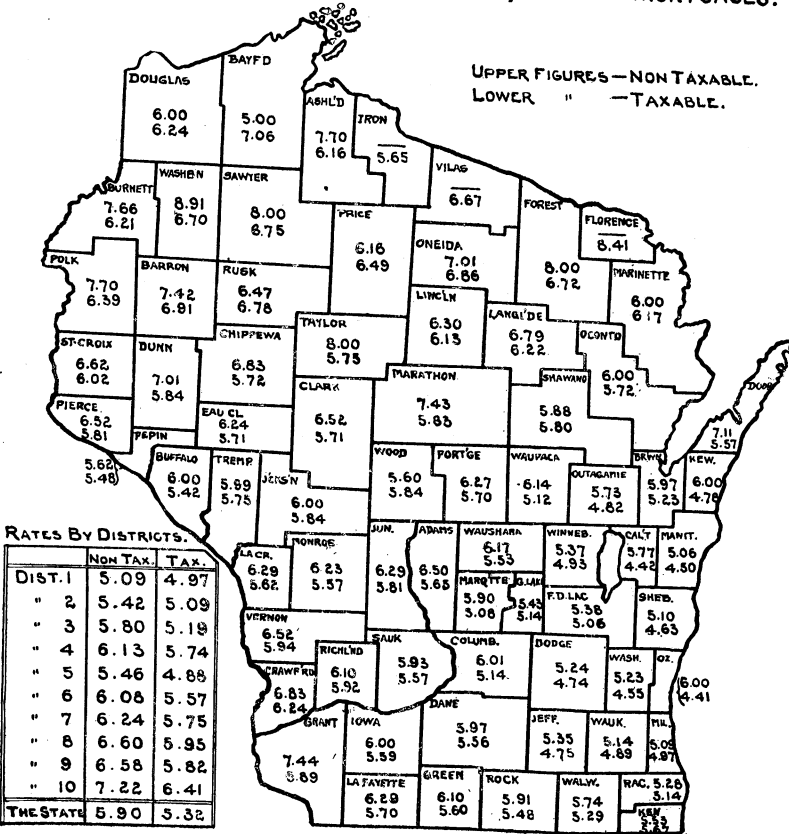 MORTGAGES.
UPPER FIGURES—NON TAXABLE.
LOWER " —TAXABLE.
DOUGLAS
6.00
6.24
BAYF'D
5.00
7.06
ASHL'D
7.70
6.16
IRON
5.65
VILAS
6.67
BURNETT
7.66
6.21
WASHB'N
8.91
6.70
SAWYER
8.00
6.75
PRICE
6.16
6.49
ONEIDA
7.01
6.86
FOREST
8.00
6.72
FLORENCE
8.41
MARINETTE
6.00
6.17
POLK
7.70
6.39
BARRON
7.42
6.91
RUSK
6.47
6.78
LINC'LN
6.30
6.13
LANGL'DE
6.79
6.22
OCONTO
6.00
5.72
TAYLOR
8.00
5.75
CHIPPEWA
6.83
5.72
ST. CROIX
6.62
6.02
DUNN
7.01
5.84
CLARK
6.52
5.71
MARATHON
7.43
5.83
SHAWANO
5.88
5.80
DOOR
7.11
5.57
PIERCE
6.52
5.81
PEPIN
5.62
5.48
EAU CL
6.24
5.71
BUFFALO
6.00
5.42
TREMP.
5.89
5.75
JCKS'N
6.00
5.84
WOOD
5.60
5.84
PORT'GE
6.27
5.70
WAUPACA
6.14
5.12
OUTAGAMIE
5.73
4.82
BRWN
5.97
5.23
KEW.
6.00
4.78
LA CR.
6.29
5.62
MONROE
6.23
5.57
JUN.
6.29
5.81
ADAMS
6.50
5.65
WAUSHARA
6.17
5.53
WINNEB.
5.37
4.93
CAL'T
5.77
4.42
MANIT.
5.06
4.50
MARQ'TTE
5.90
5.08
G. LAKE
5.43
5.14
F.D. LAC
5.38
5.06
SHEB.
5.10
4.63
VERNON
6.52
5.94
CRAWF'RD
6.83
6.24
RICHL'ND
6.10
5.92
SAUK
5.93
5.57
COLUMB.
6.01
5.14
DODGE
5.24
4.74
WASH.
5.23
4.55
OZ.
6.00
4.41
GRANT
7.44
5.89
IOWA
6.00
5.59
DANE
5.97
5.56
JEFF.
5.35
4.75
WAUK.
5.14
4.89
MIL.
5.09
4.97
LA FAYETTE
6.29
5.70
GREEN
6.10
5.60
ROCK
5.91
5.48
WALW.
5.74
5.29
RAC. 5.28
5.14
KEN.
RATES BY DISTRICTS.
NON TAX. TAX.
DIST. 1 5.09 4.97
" 2 5.42 5.09
" 3 5.80 5.19
" 4 6.13 5.74
" 5 5.46 4.88
" 6 6.08 5.57
" 7 6.24 5.75
" 8 6.60 5.95
" 9 6.58 5.82
" 10 7.22 6.41
THE STATE 5.90 5.32